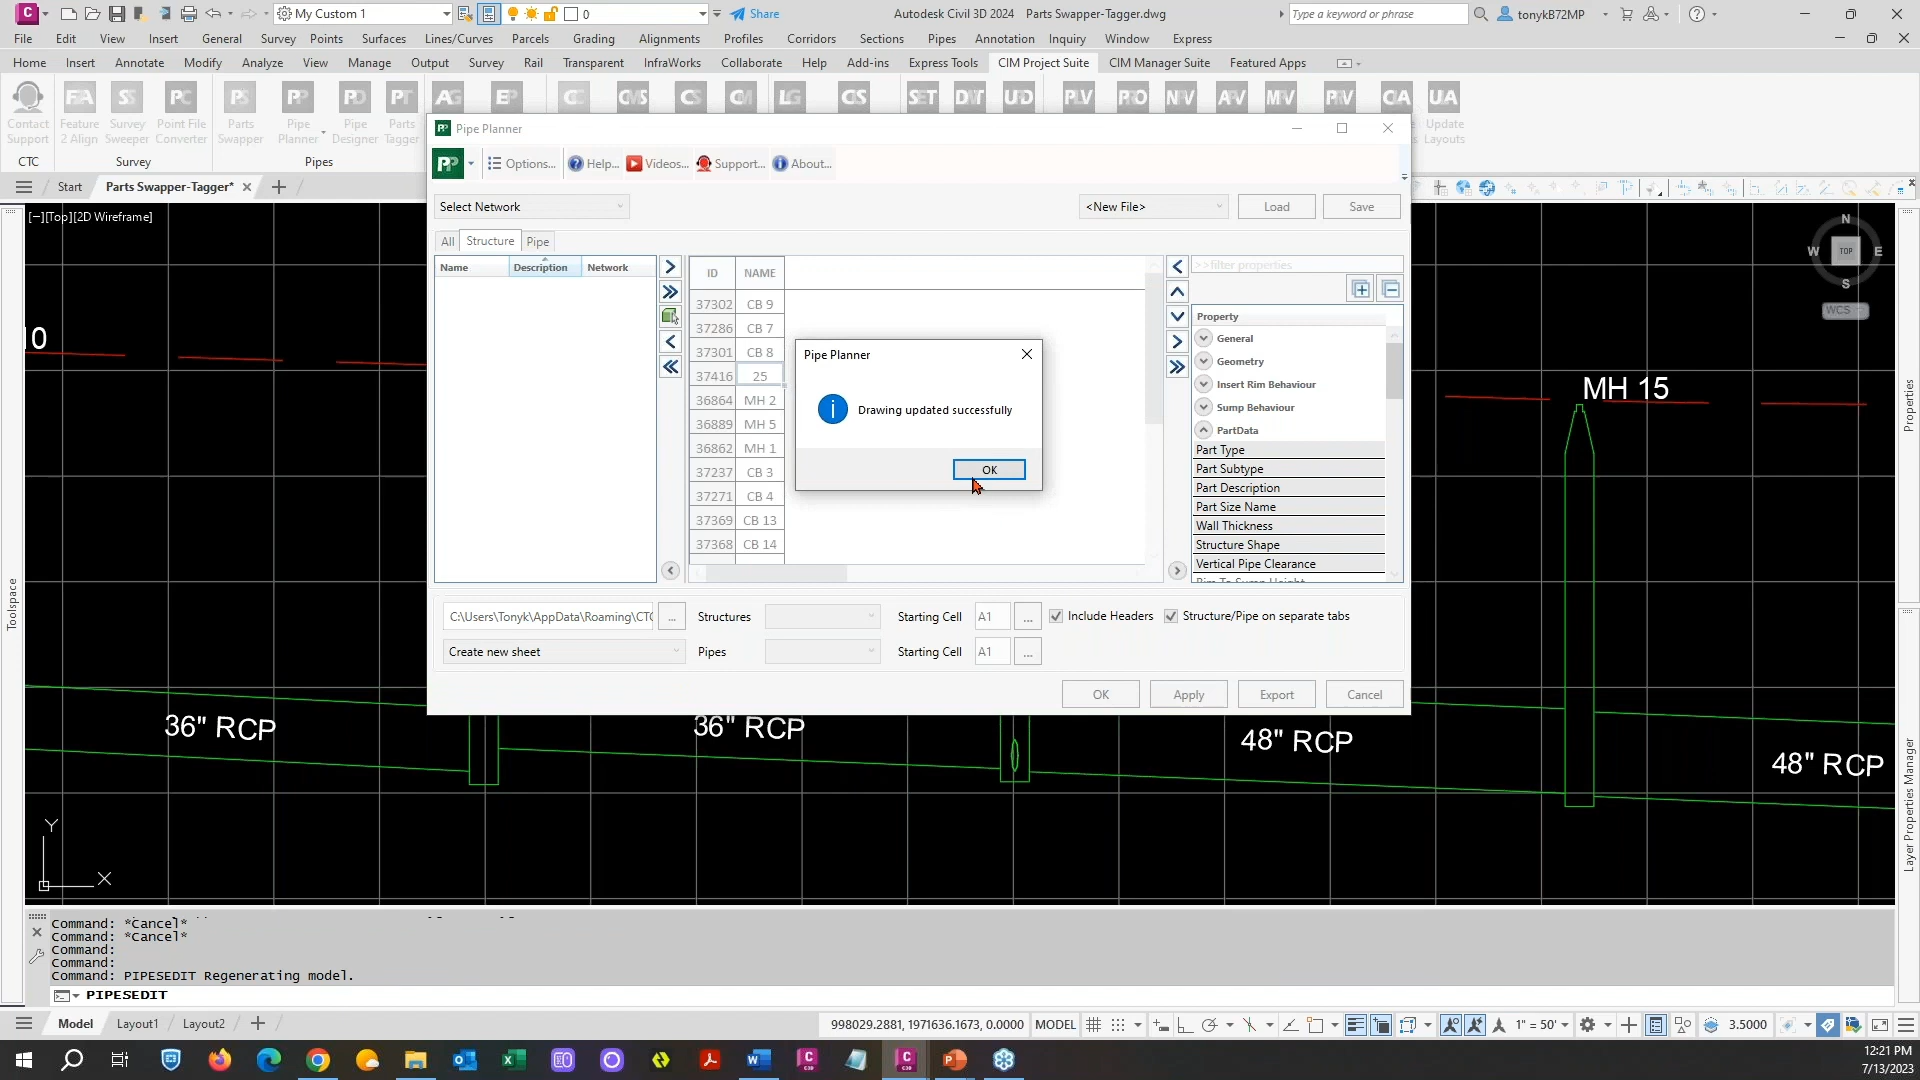 My Custom 1
0
Share
Autodesk Civil 3D 2024 Parts Swapper-Tagger.dwg
Type a keyword or phrase
tonykB72MP
File Edit View Insert General Survey Points Surfaces Lines/Curves Parcels Grading Alignments Profiles Corridors Sections Pipes Annotation Inquiry Window Express
Home Insert Annotate Modify Analyze View Manage Output Survey Rail Transparent InfraWorks Collaborate Help Add-ins Express Tools CIM Project Suite CIM Manager Suite Featured Apps
Contact Support
Feature 2 Align
Survey Sweeper
Point File Converter
Parts Swapper
Pipe Planner
Pipe Designer
Parts Tagger
Update Layouts
CTC Survey Pipes
Start Parts Swapper-Tagger*
[−][Top][2D Wireframe]
Pipe Planner
PP Options... Help... Videos... Support... About...
Select Network
<New File>
Load
Save
All Structure Pipe
Name Description Network
ID NAME
37302 CB 9
37286 CB 7
37301 CB 8
37416 25
36864 MH 2
36889 MH 5
36862 MH 1
37237 CB 3
37271 CB 4
37369 CB 13
37368 CB 14
>>filter properties
Property
General
Geometry
Insert Rim Behaviour
Sump Behaviour
PartData
Part Type
Part Subtype
Part Description
Part Size Name
Wall Thickness
Structure Shape
Vertical Pipe Clearance
Pipe Planner
Drawing updated successfully
OK
C:\Users\Tonyk\AppData\Roaming\CTC
...
Structures
Starting Cell
A1
...
Include Headers
Structure/Pipe on separate tabs
Create new sheet
Pipes
Starting Cell
A1
...
OK
Apply
Export
Cancel
N
W TOP E
S
WCS
MH 15
36" RCP
36" RCP
48" RCP
48" RCP
Y
X
Toolspace
Properties
Layer Properties Manager
Command: *Cancel*
Command: *Cancel*
Command:
Command:
Command: PIPESEDIT Regenerating model.
PIPESEDIT
Model Layout1 Layout2
998029.2881, 1971636.1673, 0.0000 MODEL
1" = 50'
3.5000
12:21 PM
7/13/2023